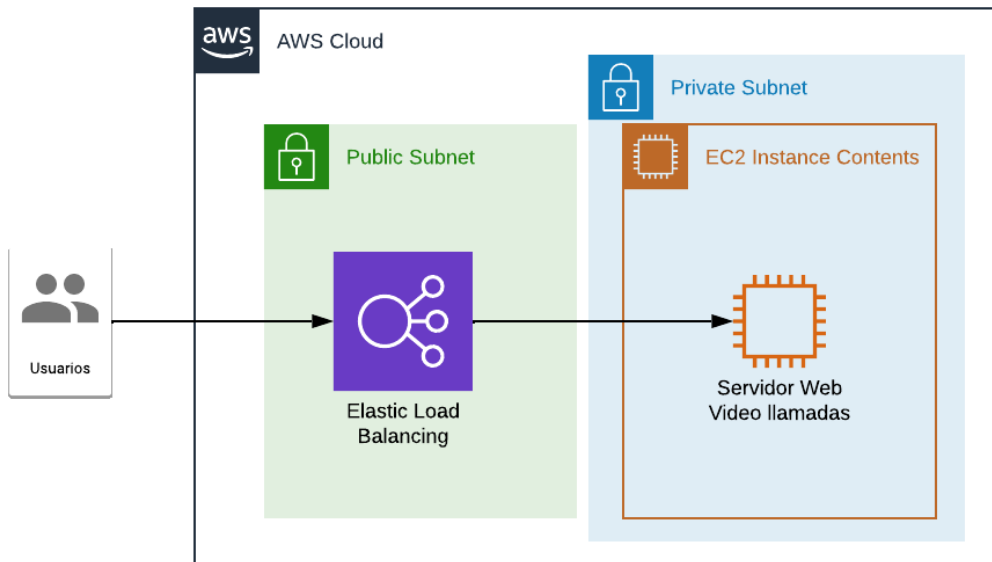 aws
AWS Cloud
Private Subnet
Public Subnet
EC2 Instance Contents
Usuarios
Elastic Load
Balancing
Servidor Web
Video llamadas